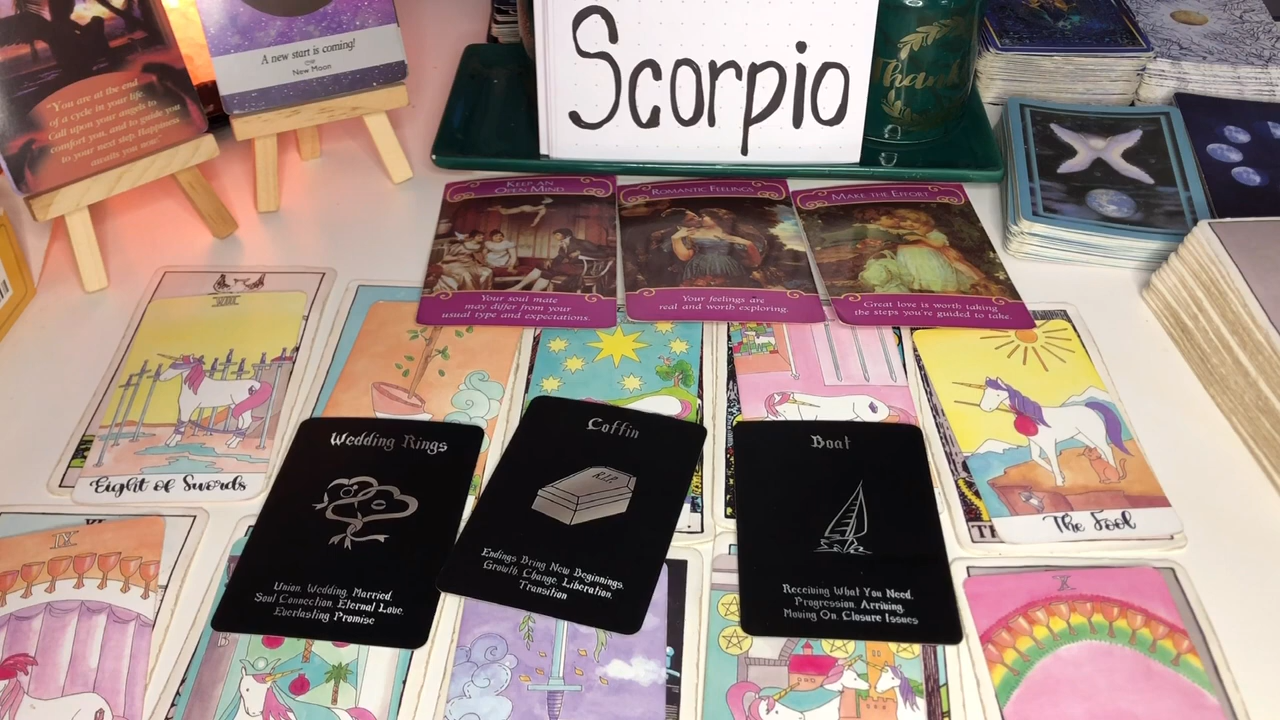 "You are at the end
of a cycle in your life.
Call upon your angels to
comfort you, and to guide you
to your next step. Happiness
awaits you now."
A new start is coming!
New Moon
Scorpio
Thank
KEEP AN
OPEN MIND
Your soul mate
may differ from your
usual type and expectations.
ROMANTIC FEELINGS
Your feelings are
real and worth exploring.
MAKE THE EFFORT
Great love is worth taking
the steps you're guided to take.
VIII
Eight of Swords
The Fool
Wedding Rings
Union, Wedding, Married,
Soul Connection, Eternal Love,
Everlasting Promise
Coffin
R.I.P.
Endings Bring New Beginnings,
Growth, Change, Liberation,
Transition
Boat
Receiving What You Need,
Progression, Arriving,
Moving On, Closure Issues
IX
X